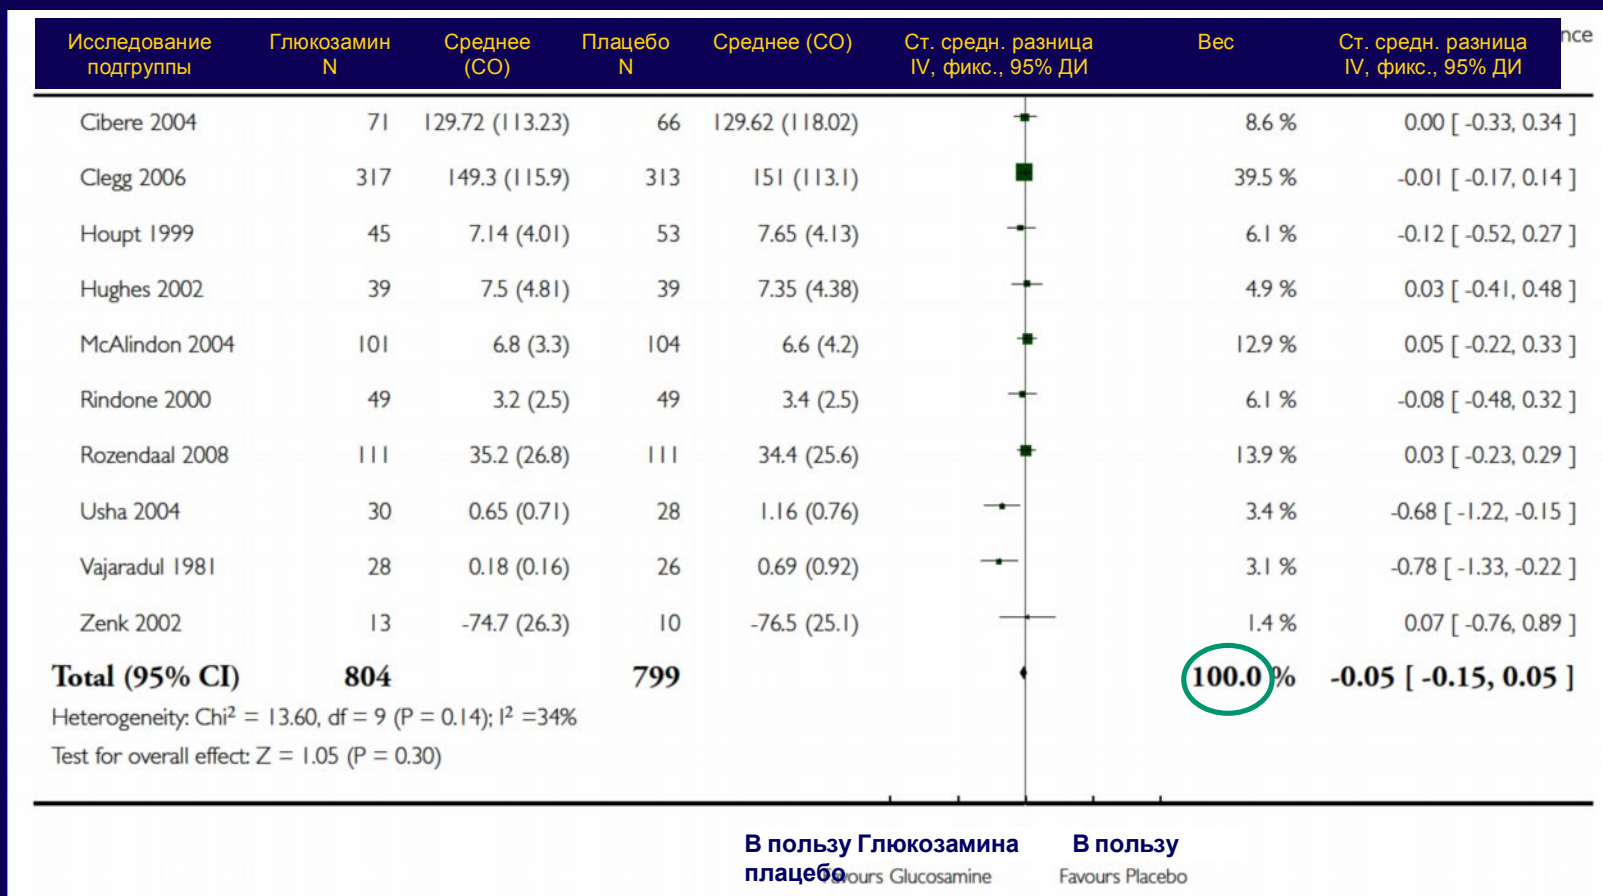 Исследование подгруппы Глюкозамин N Среднее (СО) Плацебо N Среднее (СО) Ст. средн. разница IV, фикс., 95% ДИ Вес Ст. средн. разница IV, фикс., 95% ДИ nce
Cibere 2004 71 129.72 (113.23) 66 129.62 (118.02) 8.6 % 0.00 [ -0.33, 0.34 ]
Clegg 2006 317 149.3 (115.9) 313 151 (113.1) 39.5 % -0.01 [ -0.17, 0.14 ]
Houpt 1999 45 7.14 (4.01) 53 7.65 (4.13) 6.1 % -0.12 [ -0.52, 0.27 ]
Hughes 2002 39 7.5 (4.81) 39 7.35 (4.38) 4.9 % 0.03 [ -0.41, 0.48 ]
McAlindon 2004 101 6.8 (3.3) 104 6.6 (4.2) 12.9 % 0.05 [ -0.22, 0.33 ]
Rindone 2000 49 3.2 (2.5) 49 3.4 (2.5) 6.1 % -0.08 [ -0.48, 0.32 ]
Rozendaal 2008 111 35.2 (26.8) 111 34.4 (25.6) 13.9 % 0.03 [ -0.23, 0.29 ]
Usha 2004 30 0.65 (0.71) 28 1.16 (0.76) 3.4 % -0.68 [ -1.22, -0.15 ]
Vajaradul 1981 28 0.18 (0.16) 26 0.69 (0.92) 3.1 % -0.78 [ -1.33, -0.22 ]
Zenk 2002 13 -74.7 (26.3) 10 -76.5 (25.1) 1.4 % 0.07 [ -0.76, 0.89 ]
Total (95% CI) 804 799 100.0 % -0.05 [ -0.15, 0.05 ]
Heterogeneity: Chi² = 13.60, df = 9 (P = 0.14); I² =34%
Test for overall effect: Z = 1.05 (P = 0.30)
В пользу Глюкозамина В пользу
плацебо Glucosamine Favours Placebo